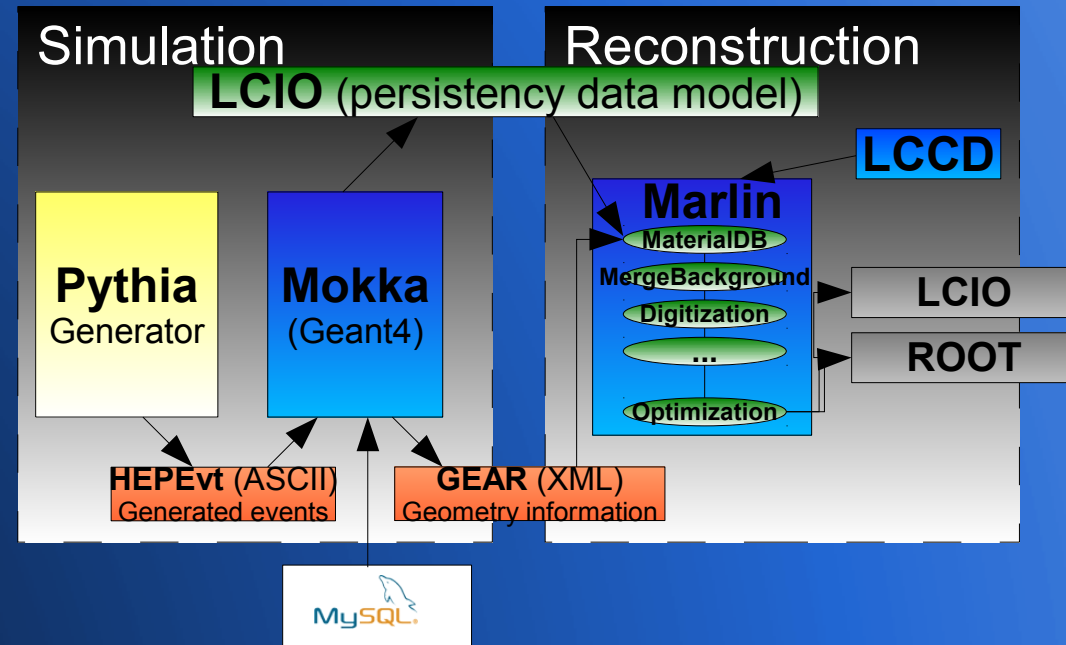 Simulation
Reconstruction
LCIO (persistency data model)
LCCD
Pythia
Generator
Mokka
(Geant4)
Marlin
MaterialDB
MergeBackground
Digitization
...
Optimization
LCIO
ROOT
HEPEvt (ASCII)
Generated events
GEAR (XML)
Geometry information
MySQL.